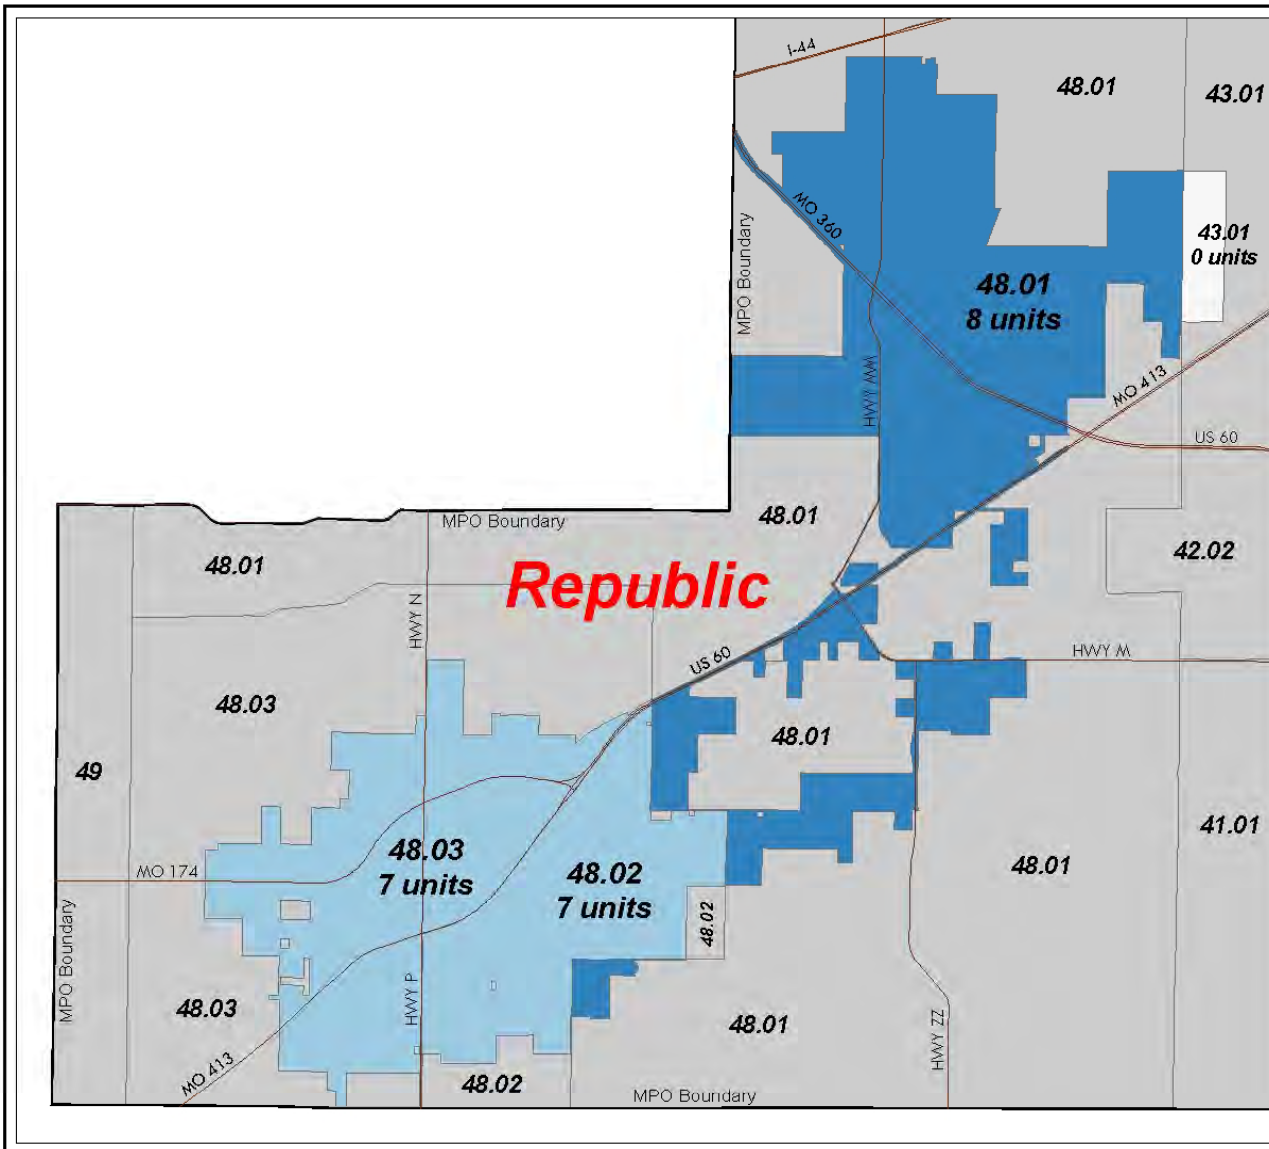 I-44
48.01
43.01
MO 360
MPO Boundary
43.01
0 units
48.01
8 units
HWY MM
MO 413
US 60
48.01
MPO Boundary
42.02
48.01
Republic
HWY N
US 60
HWY M
48.03
48.01
49
41.01
48.03
7 units
48.02
7 units
48.01
MO 174
48.02
MPO Boundary
HWY P
48.03
48.01
HWY ZZ
MO 413
48.02
MPO Boundary